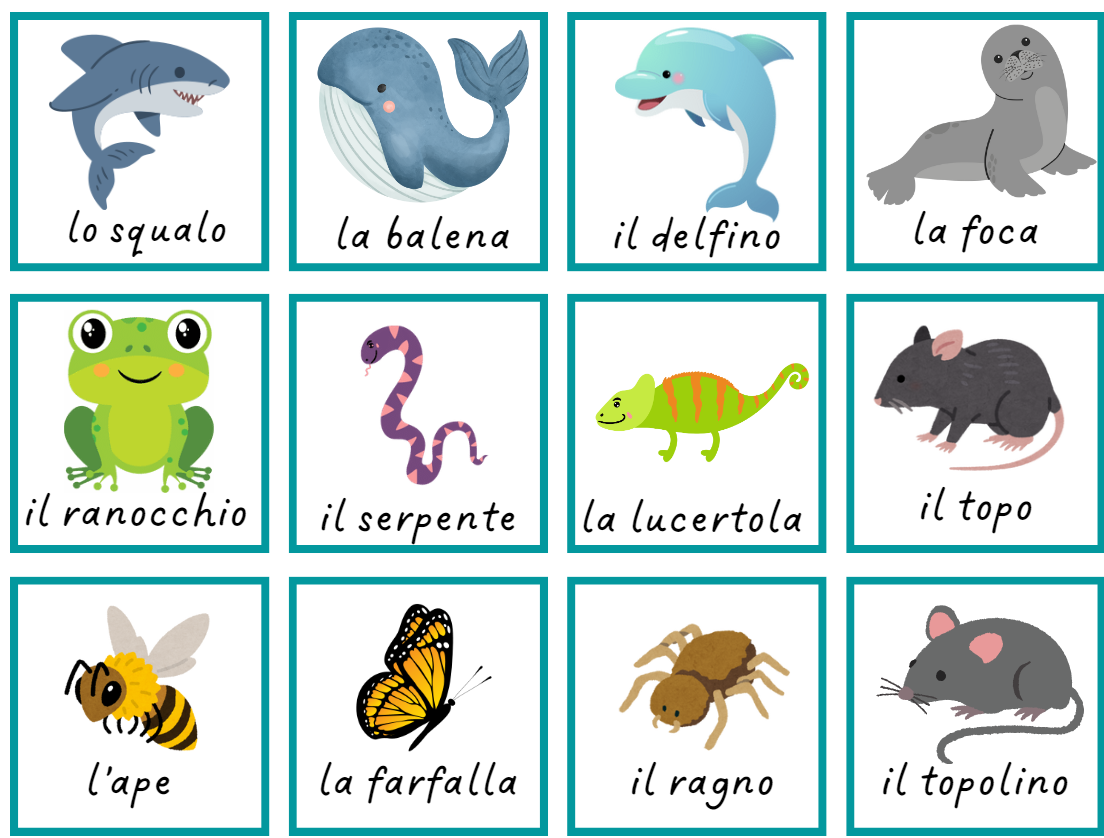 lo squalo
la balena
il delfino
la foca
il ranocchio
il serpente
la lucertola
il topo
l'ape
la farfalla
il ragno
il topolino